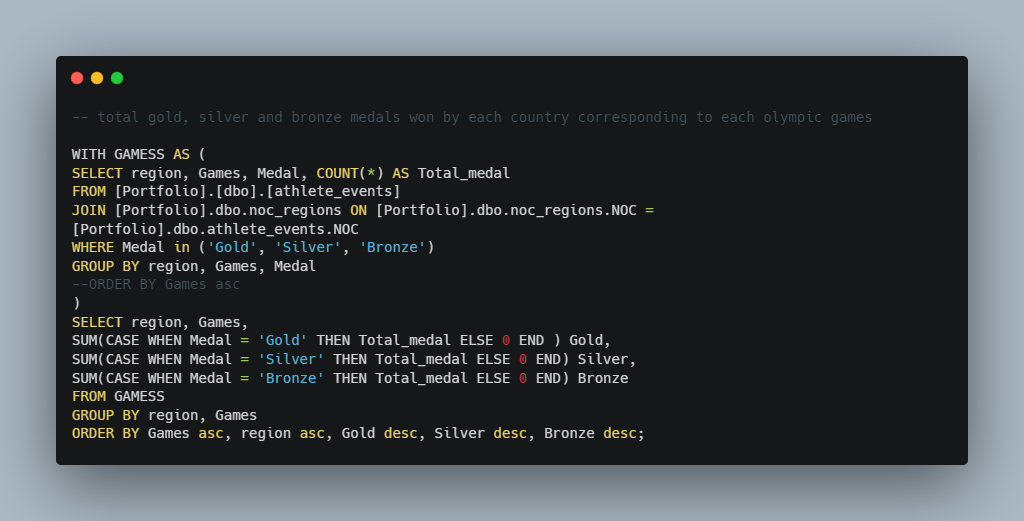 -- total gold, silver and bronze medals won by each country corresponding to each olympic games
WITH GAMESS AS (
SELECT region, Games, Medal, COUNT(*) AS Total_medal
FROM [Portfolio].[dbo].[athlete_events]
JOIN [Portfolio].dbo.noc_regions ON [Portfolio].dbo.noc_regions.NOC =
[Portfolio].dbo.athlete_events.NOC
WHERE Medal in ('Gold', 'Silver', 'Bronze')
GROUP BY region, Games, Medal
--ORDER BY Games asc
)
SELECT region, Games,
SUM(CASE WHEN Medal = 'Gold' THEN Total_medal ELSE 0 END ) Gold,
SUM(CASE WHEN Medal = 'Silver' THEN Total_medal ELSE 0 END) Silver,
SUM(CASE WHEN Medal = 'Bronze' THEN Total_medal ELSE 0 END) Bronze
FROM GAMESS
GROUP BY region, Games
ORDER BY Games asc, region asc, Gold desc, Silver desc, Bronze desc;